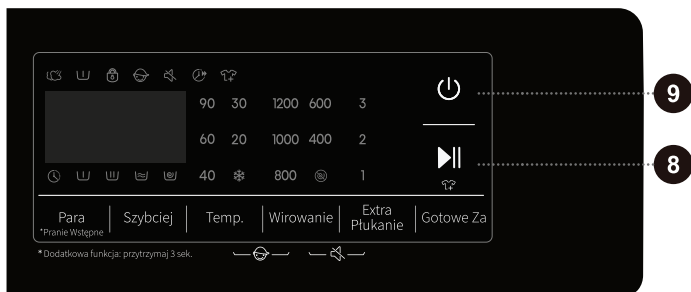 90 30 1200 600 3
9
60 20 1000 400 2
8
40 800 1
Para
*Pranie Wstępne
Szybciej
Temp.
Wirowanie
Extra
Płukanie
Gotowe Za
*Dodatkowa funkcja: przytrzymaj 3 sek.